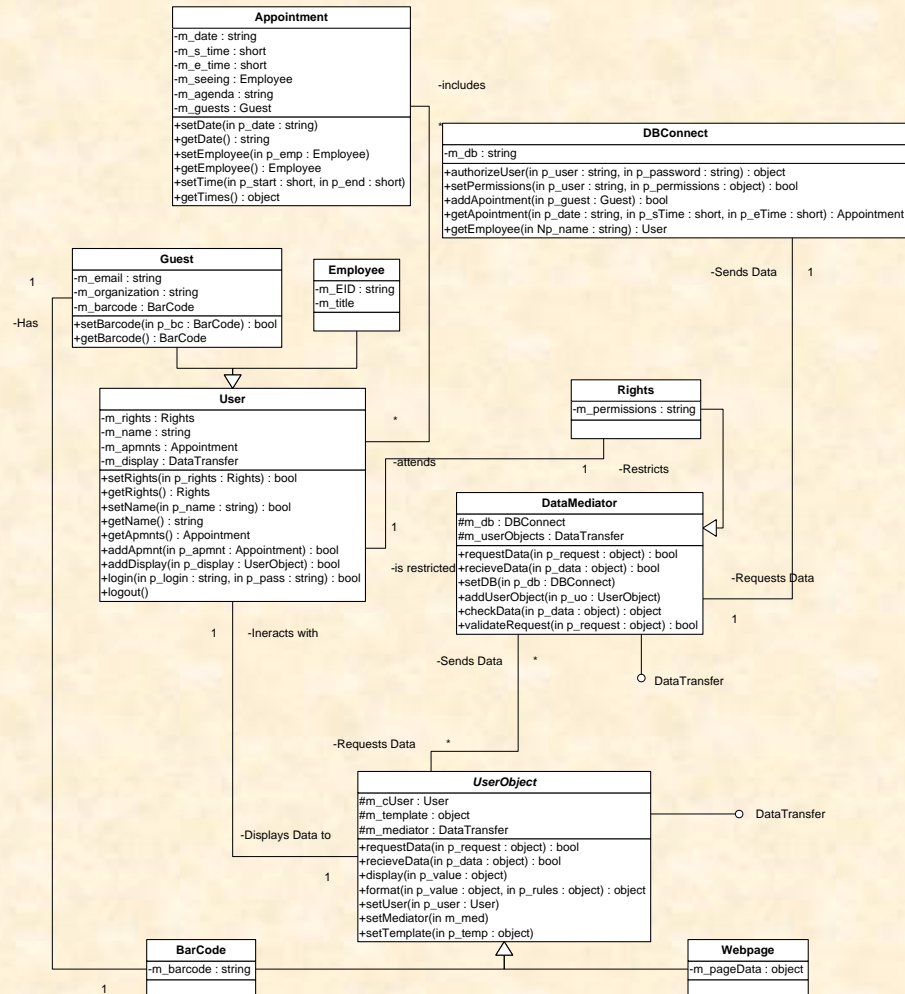 Appointment
-m_date : string
-m_s_time : short
-m_e_time : short
-m_seeing : Employee
-m_agenda : string
-m_guests : Guest
+setDate(in p_date : string)
+getDate() : string
+setEmployee(in p_emp : Employee)
+getEmployee() : Employee
+setTime(in p_start : short, in p_end : short)
+getTimes() : object
-includes
*
DBConnect
-m_db : string
+authorizeUser(in p_user : string, in p_password : string) : object
+setPermissions(in p_user : string, in p_permissions : object) : bool
+addApointment(in p_guest : Guest) : bool
+getApointment(in p_date : string, in p_sTime : short, in p_eTime : short) : Appointment
+getEmployee(in Np_name : string) : User
-Sends Data
1
Guest
-m_email : string
-m_organization : string
-m_barcode : BarCode
+setBarcode(in p_bc : BarCode) : bool
+getBarcode() : BarCode
1
-Has
Employee
-m_EID : string
-m_title
User
-m_rights : Rights
-m_name : string
-m_apmnts : Appointment
-m_display : DataTransfer
+setRights(in p_rights : Rights) : bool
+getRights() : Rights
+setName(in p_name : string) : bool
+getName() : string
+getApmnts() : Appointment
+addApmnt(in p_apmnt : Appointment) : bool
+addDisplay(in p_display : UserObject) : bool
+login(in p_login : string, in p_pass : string) : bool
+logout()
*
-attends
1
-is restricted
Rights
-m_permissions : string
1
-Restricts
DataMediator
#m_db : DBConnect
#m_userObjects : DataTransfer
+requestData(in p_request : object) : bool
+recieveData(in p_data : object) : bool
+setDB(in p_db : DBConnect)
+addUserObject(in p_uo : UserObject)
+checkData(in p_data : object) : object
+validateRequest(in p_request : object) : bool
-Requests Data
1
1
-Ineracts with
-Sends Data
*
DataTransfer
-Requests Data
*
UserObject
#m_cUser : User
#m_template : object
#m_mediator : DataTransfer
+requestData(in p_request : object) : bool
+recieveData(in p_data : object) : bool
+display(in p_value : object)
+format(in p_value : object, in p_rules : object) : object
+setUser(in p_user : User)
+setMediator(in m_med)
+setTemplate(in p_temp : object)
DataTransfer
-Displays Data to
1
BarCode
-m_barcode : string
1
Webpage
-m_pageData : object